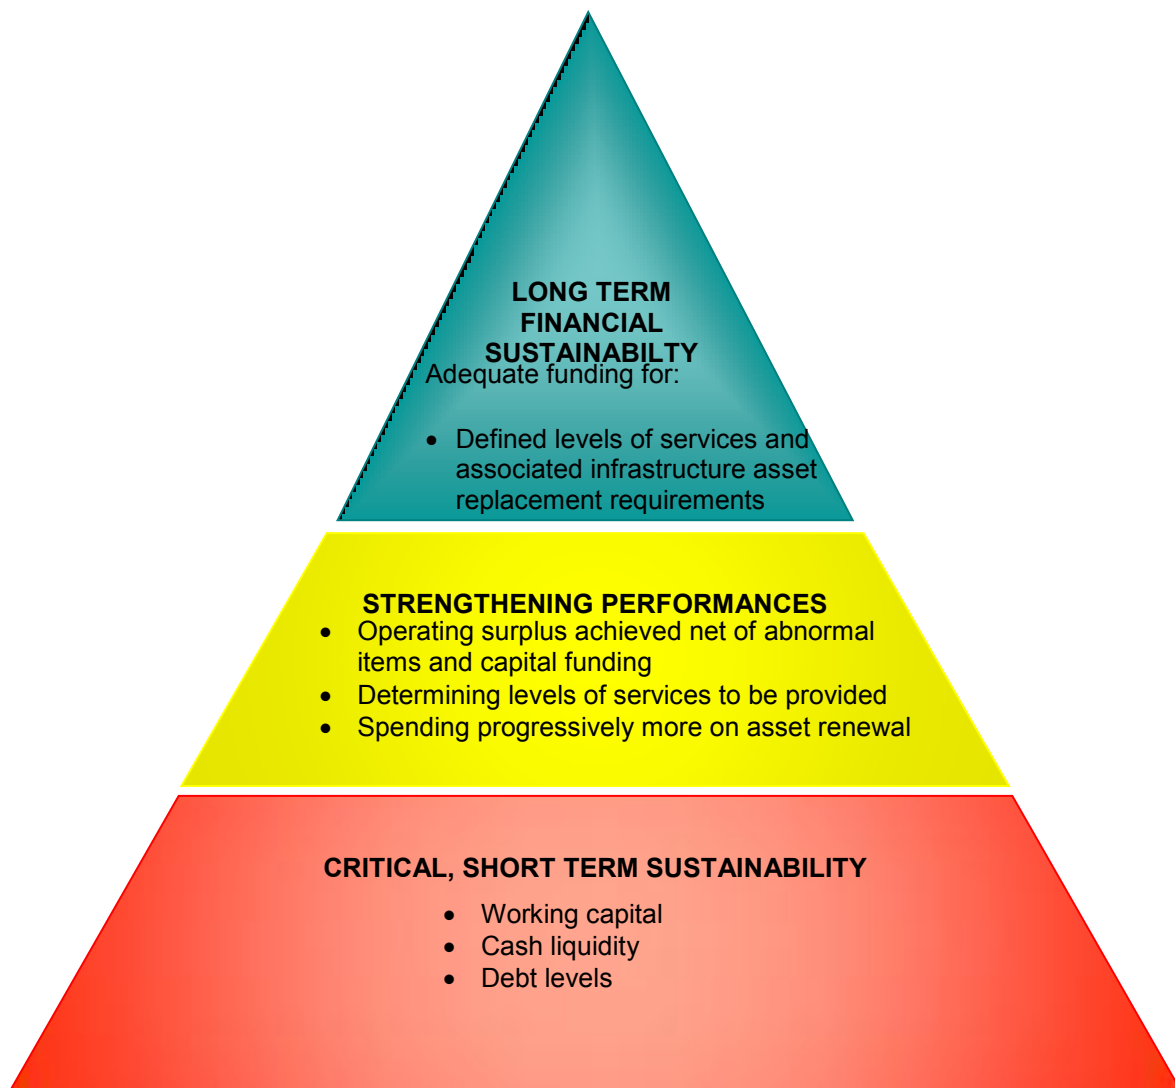 LONG TERM
FINANCIAL
SUSTAINABILTY
Adequate funding for:
• Defined levels of services and
associated infrastructure asset
replacement requirements
STRENGTHENING PERFORMANCES
• Operating surplus achieved net of abnormal
items and capital funding
• Determining levels of services to be provided
• Spending progressively more on asset renewal
CRITICAL, SHORT TERM SUSTAINABILITY
• Working capital
• Cash liquidity
• Debt levels